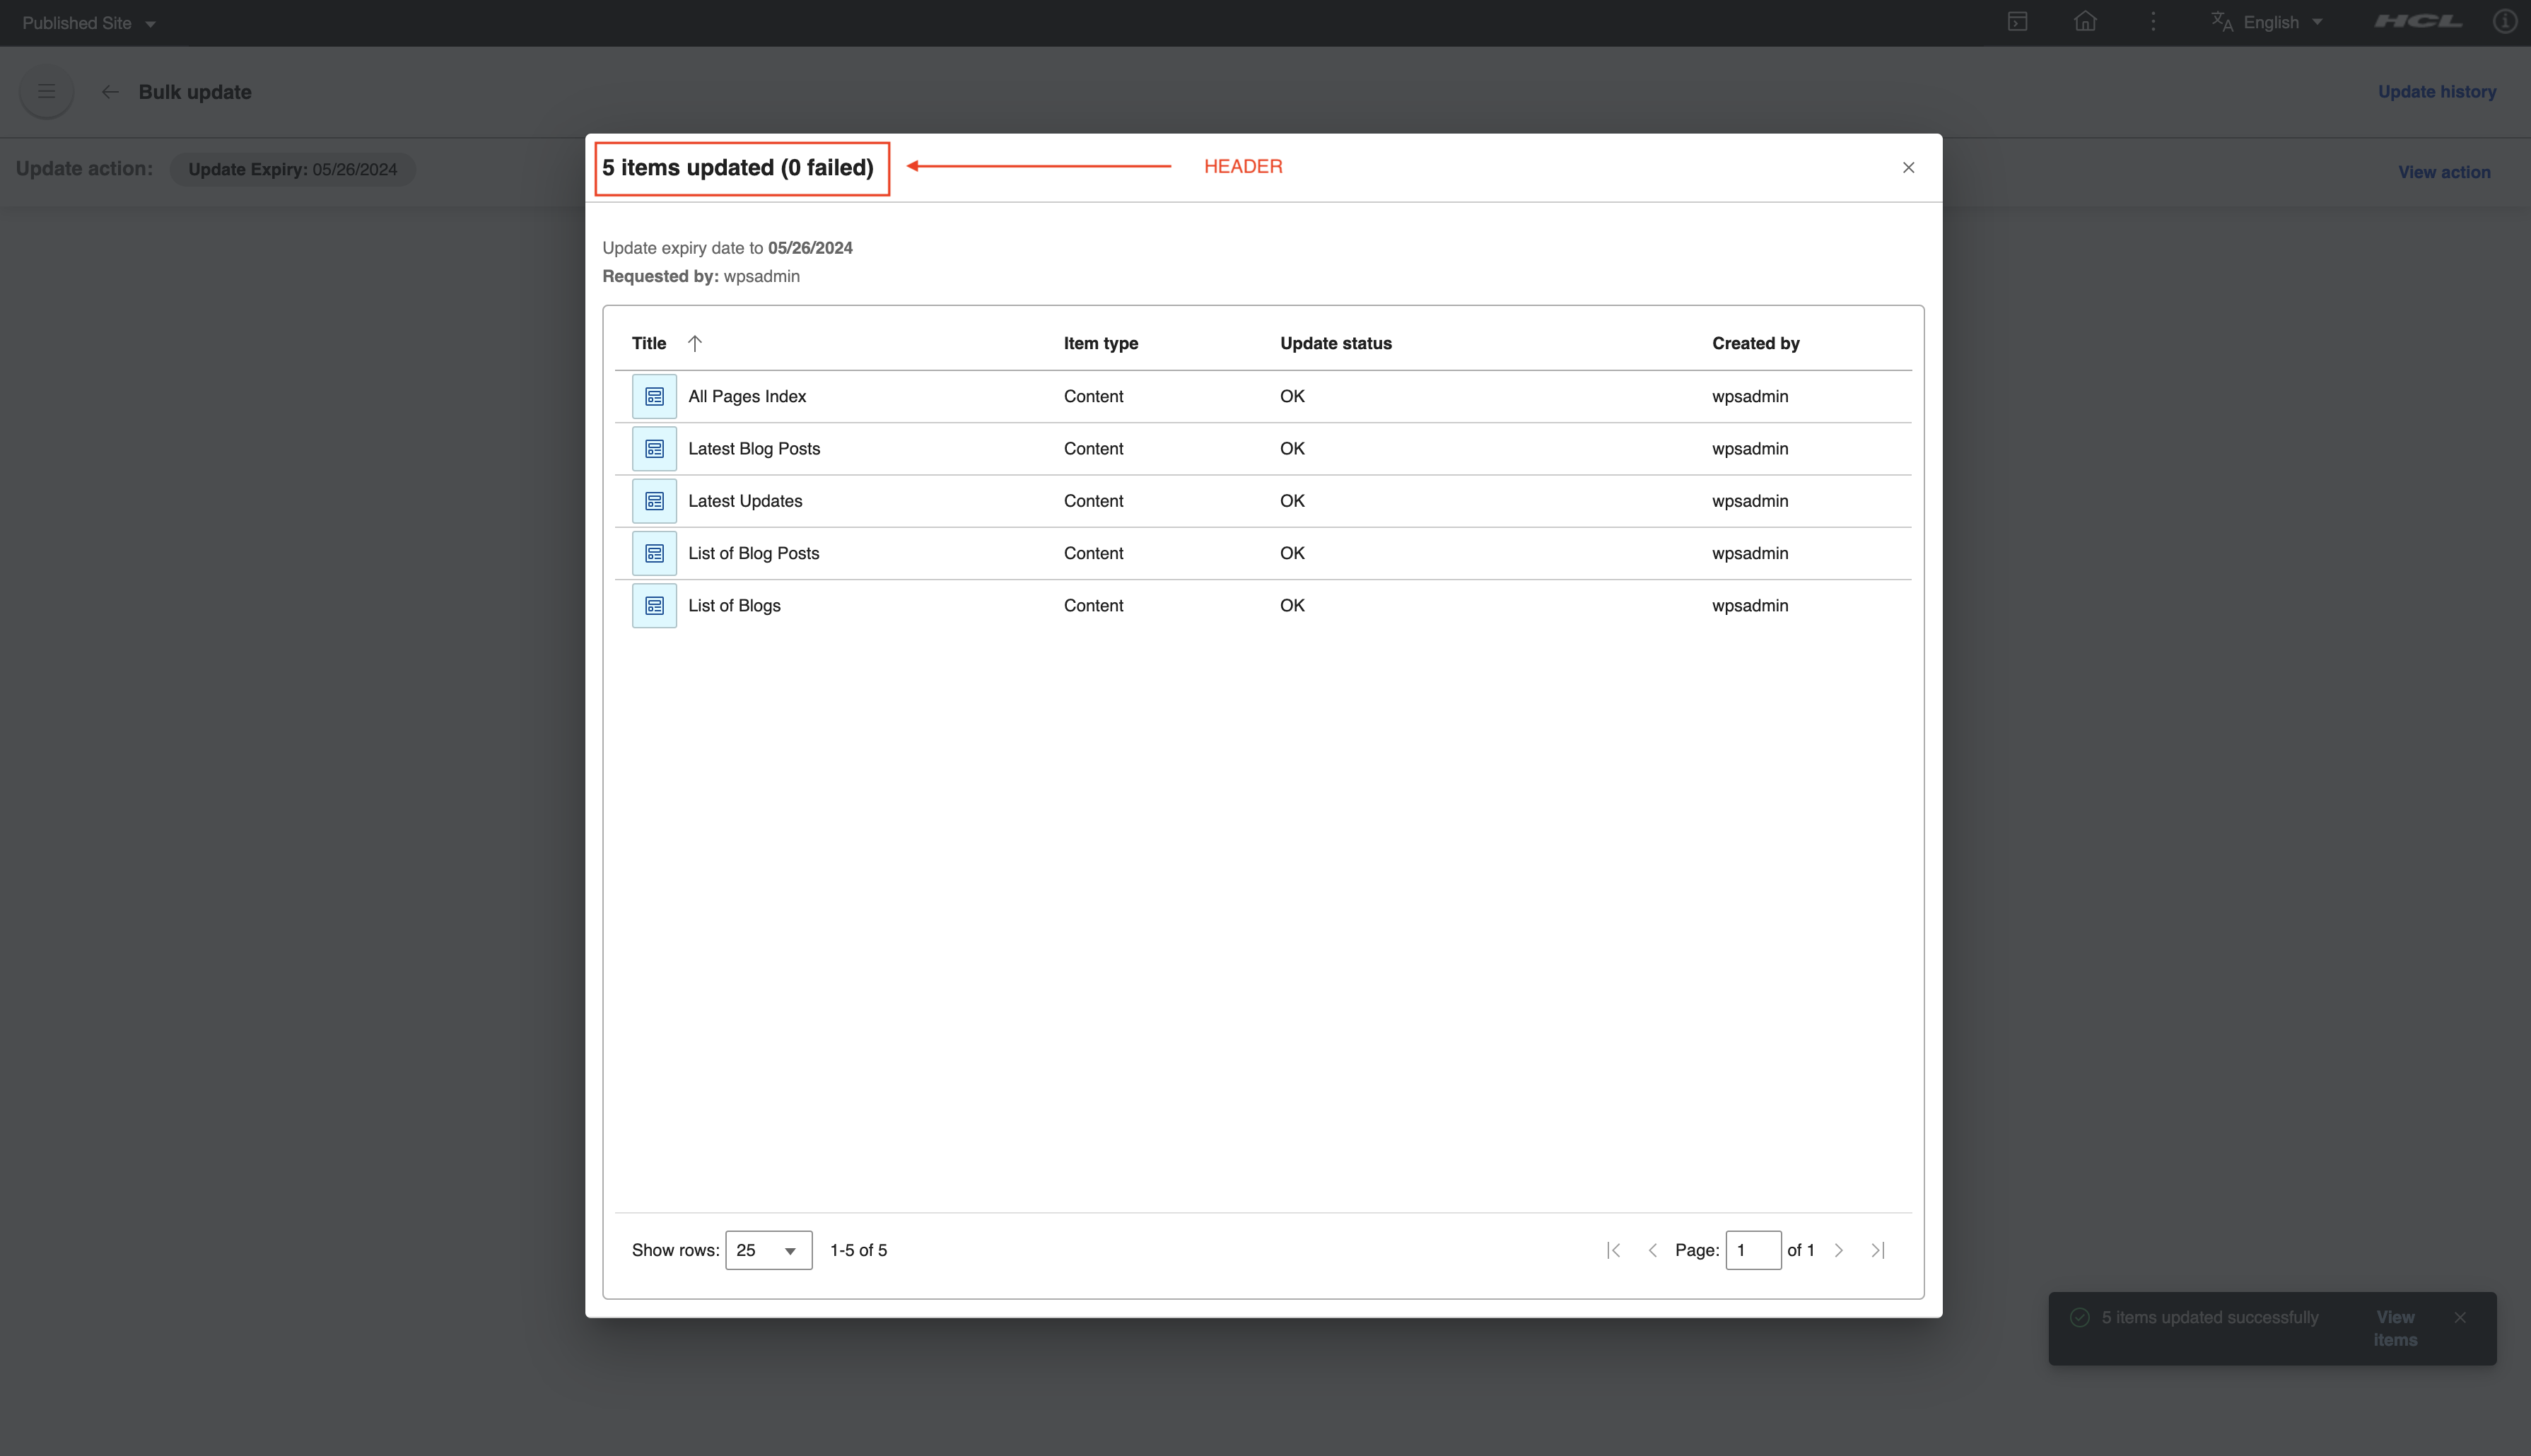 Published Site
English
HCL
Bulk update
Update history
Update action: Update Expiry: 05/26/2024
View action
5 items updated (0 failed)
HEADER
Update expiry date to 05/26/2024
Requested by: wpsadmin
Title Item type Update status Created by
All Pages Index Content OK wpsadmin
Latest Blog Posts Content OK wpsadmin
Latest Updates Content OK wpsadmin
List of Blog Posts Content OK wpsadmin
List of Blogs Content OK wpsadmin
Show rows: 25 1-5 of 5 Page: 1 of 1
5 items updated successfully
View
items